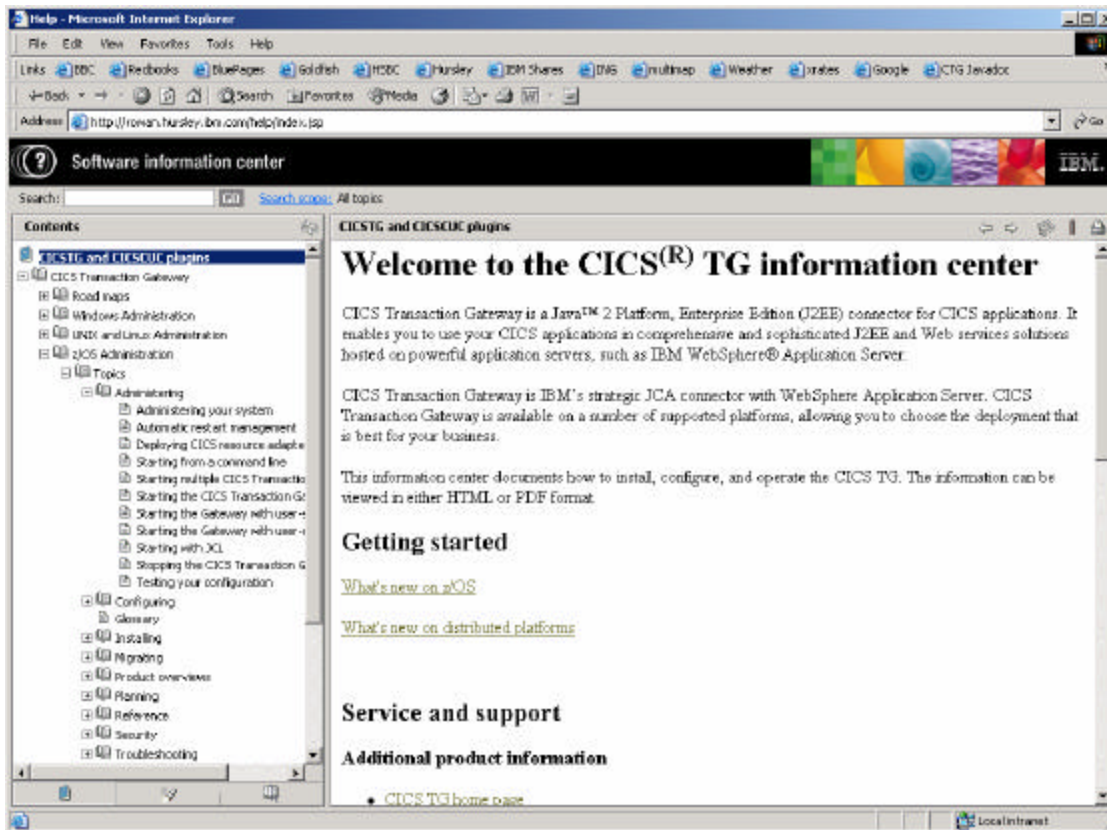 Help - Microsoft Internet Explorer
File Edit View Favorites Tools Help
Links BBC Redbooks BluePages Goldfish HSBC Hursley IBM Shares ING multimap Weather xrates Google CTG Javadoc
Back Search Favorites Media
Address http://rowan.hursley.ibm.com/help/index.jsp Go
Software information center IBM.
Search: GO Search scope: All topics
Contents
CICSTG and CICSCUC plugins
CICS Transaction Gateway
Road maps
Windows Administration
UNIX and Linux Administration
z/OS Administration
Topics
Administering
Administering your system
Automatic restart management
Deploying CICS resource adapte
Starting from a command line
Starting multiple CICS Transactio
Starting the CICS Transaction Ga
Starting the Gateway with user-s
Starting the Gateway with user-
Starting with JCL
Stopping the CICS Transaction G
Testing your configuration
Configuring
Glossary
Installing
Migrating
Product overviews
Planning
Reference
Security
Troubleshooting
CICSTG and CICSCUC plugins
Welcome to the CICS(R) TG information center
CICS Transaction Gateway is a Java™ 2 Platform, Enterprise Edition (J2EE) connector for CICS applications. It
enables you to use your CICS applications in comprehensive and sophisticated J2EE and Web services solutions
hosted on powerful application servers, such as IBM WebSphere® Application Server.
CICS Transaction Gateway is IBM's strategic JCA connector with WebSphere Application Server. CICS
Transaction Gateway is available on a number of supported platforms, allowing you to choose the deployment that
is best for your business.
This information center documents how to install, configure, and operate the CICS TG. The information can be
viewed in either HTML or PDF format
Getting started
What's new on z/OS
What's new on distributed platforms
Service and support
Additional product information
CICS TG home page
Local intranet